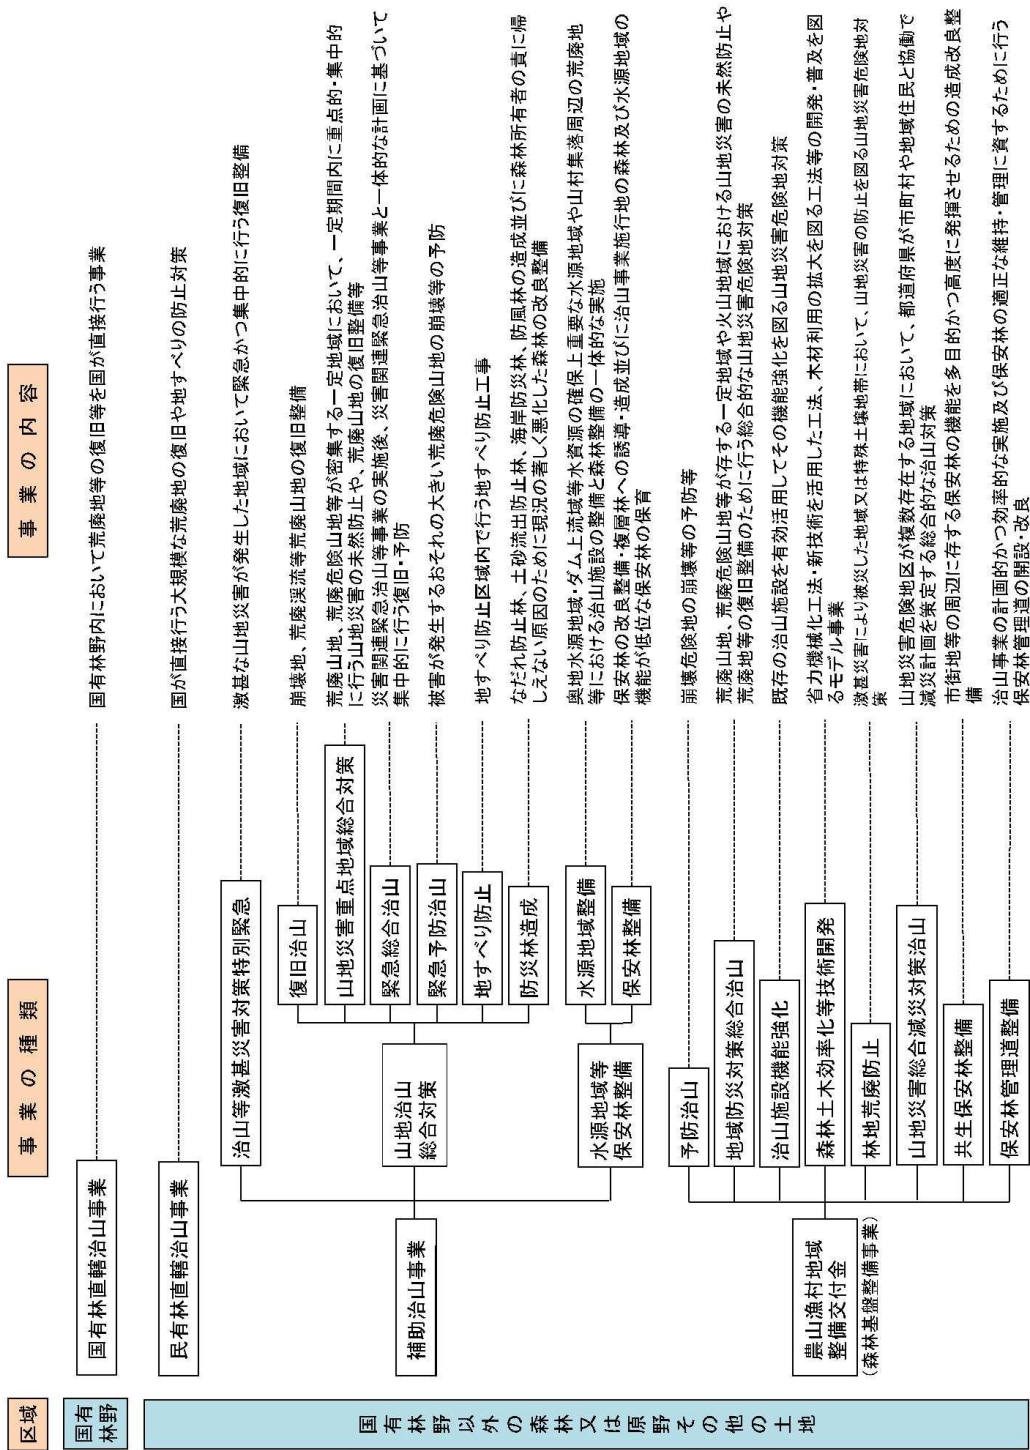 区域
事業の種類
事業の内容
国有
林野
国有林直轄治山事業
国有林野内において荒廃地等の復旧等を国が直接行う事業
国有林野以外の森林又は原野その他の土地
民有林直轄治山事業
国が直接行う大規模な荒廃地の復旧や地すべりの防止対策
補助治山事業
治山等激甚災害対策特別緊急
激甚な山地災害が発生した地域において緊急かつ集中的に行う復旧整備
山地治山
総合対策
復旧治山
崩壊地、荒廃渓流等荒廃山地の復旧整備
山地災害重点地域総合対策
荒廃山地、荒廃危険山地等が密集する一定地域において、一定期間内に重点的・集中的
に行う山地災害の未然防止や、荒廃山地の復旧整備等
緊急総合治山
災害関連緊急治山等事業の実施後、災害関連緊急治山等事業と一体的な計画に基づいて
集中的に行う復旧・予防
緊急予防治山
被害が発生するおそれの大きい荒廃危険山地の崩壊等の予防
地すべり防止
地すべり防止区域内で行う地すべり防止工事
防災林造成
なだれ防止林、土砂流出防止林、海岸防災林、防風林の造成並びに森林所有者の責に帰
しえない原因のために現況の著しく悪化した森林の改良整備
水源地域等
保安林整備
水源地域整備
奥地水源地域・ダム上流域等水資源の確保上重要な水源地域や山村集落周辺の荒廃地
等における治山施設の整備と森林整備の一体的な実施
保安林整備
保安林の改良整備・複層林への誘導・造成並びに治山事業施行地の森林及び水源地域の
機能が低位な保安林の保育
農山漁村地域
整備交付金
（森林基盤整備事業）
予防治山
崩壊危険地の崩壊等の予防等
地域防災対策総合治山
荒廃山地、荒廃危険山地等が存する一定地域や火山地域における山地災害の未然防止や
荒廃地等の復旧整備のために行う総合的な山地災害危険地対策
治山施設機能強化
既存の治山施設を有効活用してその機能強化を図る山地災害危険地対策
森林土木効率化等技術開発
省力機械化工法・新技術を活用した工法、木材利用の拡大を図る工法等の開発・普及を図
るモデル事業
林地荒廃防止
激甚災害により被災した地域又は特殊土壌地帯において、山地災害の防止を図る山地災害危険地対
策
山地災害総合減災対策治山
山地災害危険地区が複数存在する地域において、都道府県が市町村や地域住民と協働で
減災計画を策定する総合的な治山対策
共生保安林整備
市街地等の周辺に存する保安林の機能を多目的かつ高度に発揮させるための造成改良整
備
保安林管理道整備
治山事業の計画的かつ効率的な実施及び保安林の適正な維持・管理に資するために行う
保安林管理道の開設・改良